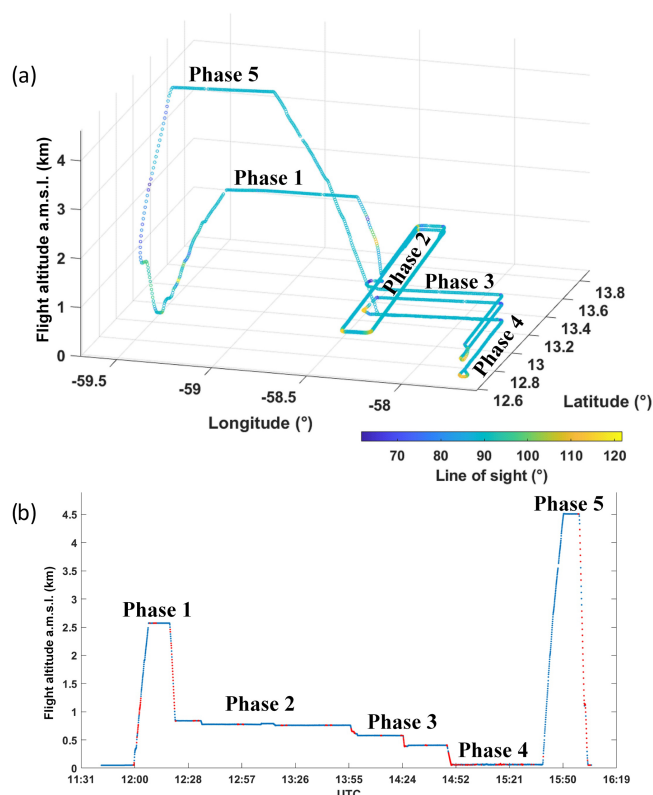 (a)
Phase 5
Phase 1
Phase 2
Phase 3
Phase 4
Flight altitude a.m.s.l. (km)
4
3
2
1
0
-59.5
-59
-58.5
-58
Longitude (°)
13.8
13.6
13.4
13.2
13
12.8
12.6
Latitude (°)
70 80 90 100 110 120
Line of sight (°)
(b)
Phase 5
Phase 1
Phase 2
Phase 3
Phase 4
Flight altitude a.m.s.l. (km)
4.5
4
3.5
3
2.5
2
1.5
1
0.5
0
11:31 12:00 12:28 12:57 13:26 13:55 14:24 14:52 15:21 15:50 16:19
UTC